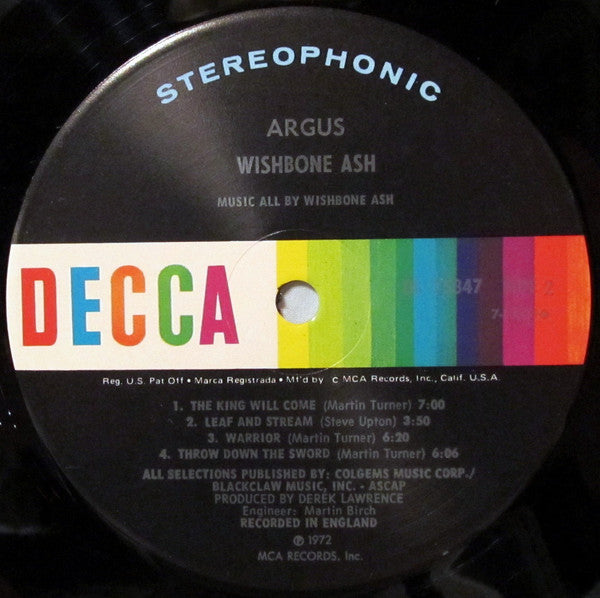 STEREOPHONIC
ARGUS
WISHBONE ASH
MUSIC ALL BY WISHBONE ASH
DECCA
347 2
Reg. U.S. Pat Off • Marca Registrada • Mf'd by C MCA Records, Inc., Calif. U.S.A.
1. THE KING WILL COME (Martin Turner) 7:00
2. LEAF AND STREAM (Steve Upton) 3:50
3. WARRIOR (Martin Turner) 6:20
4. THROW DOWN THE SWORD (Martin Turner) 6:06
ALL SELECTIONS PUBLISHED BY: COLGEMS MUSIC CORP./
BLACKCLAW MUSIC, INC. - ASCAP
PRODUCED BY DEREK LAWRENCE
Engineer: Martin Birch
RECORDED IN ENGLAND
℗ 1972
MCA RECORDS, Inc.